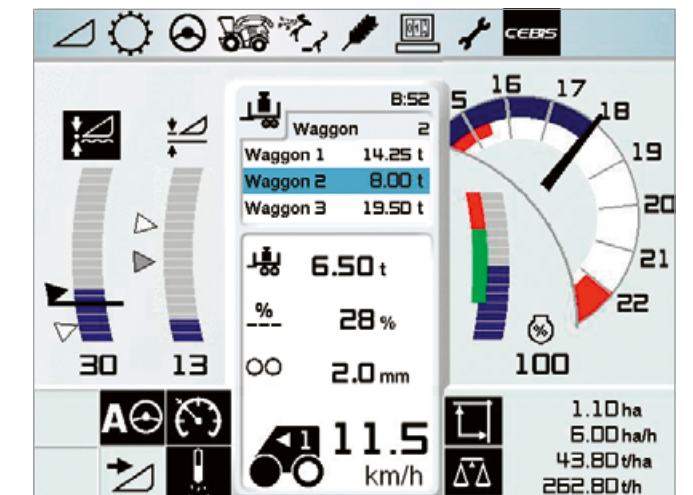 CEBIS
8:52
Waggon 2
Waggon 1 14.25 t
Waggon 2 8.00 t
Waggon 3 19.50 t
6.50 t
% 28 %
2.0 mm
1 11.5
km/h
30
13
5 16 17 18 19 20 21 22
%
100
A
1.10 ha
6.00 ha/h
43.80 t/ha
262.80 t/h